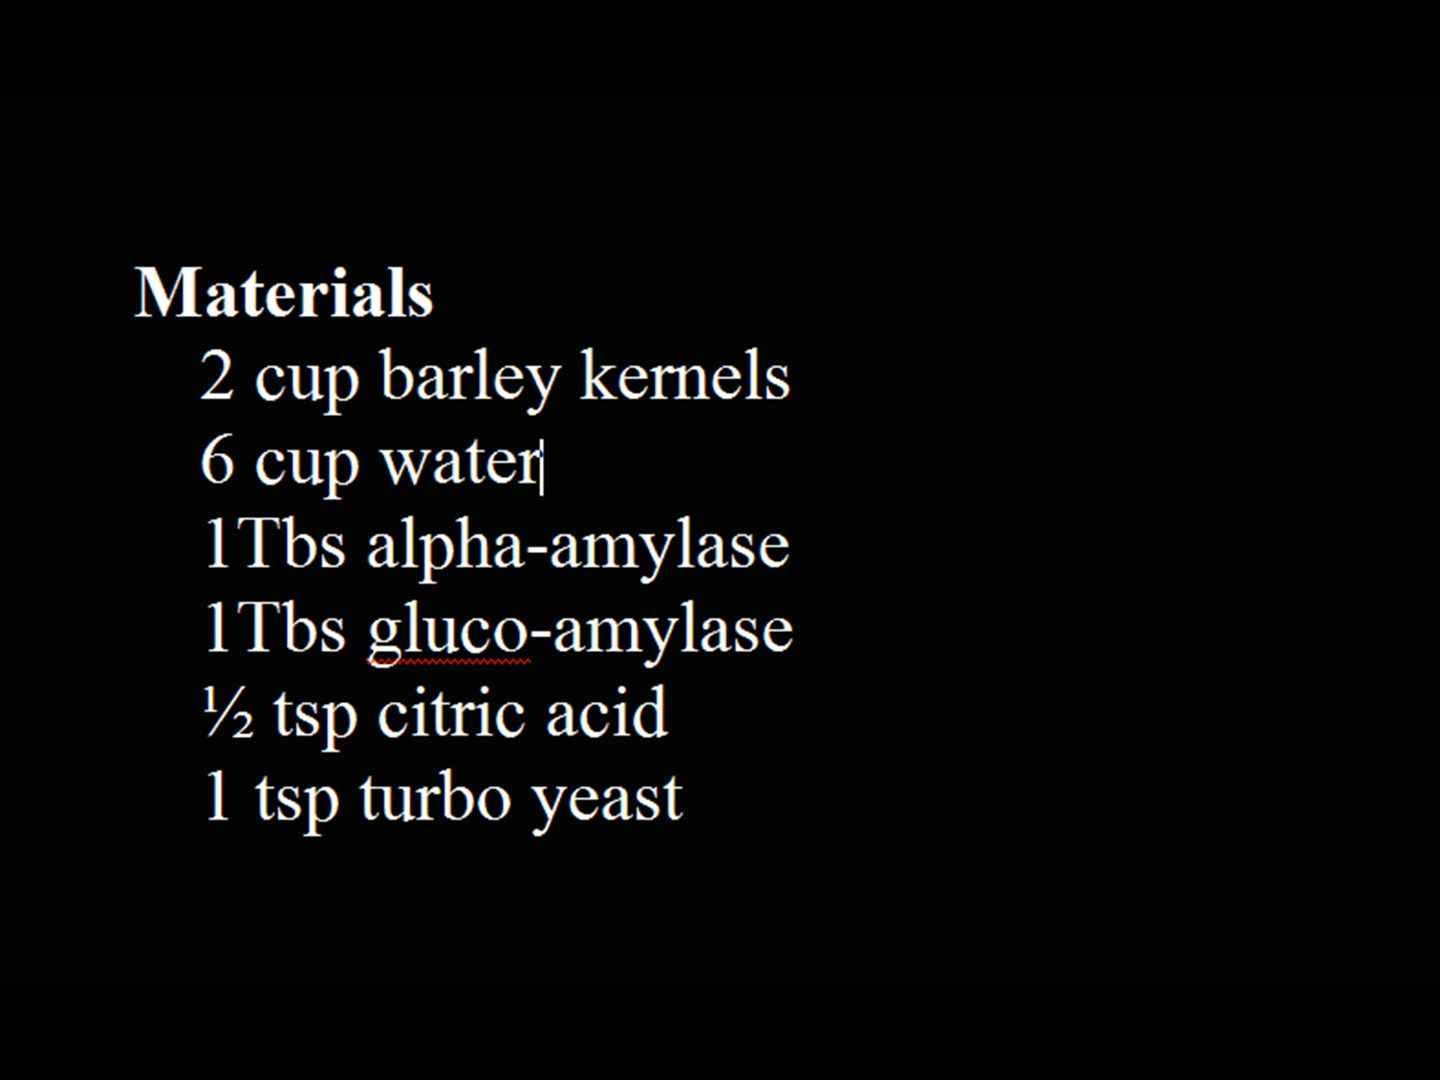 Materials
2 cup barley kernels
6 cup water
1Tbs alpha-amylase
1Tbs gluco-amylase
½ tsp citric acid
1 tsp turbo yeast